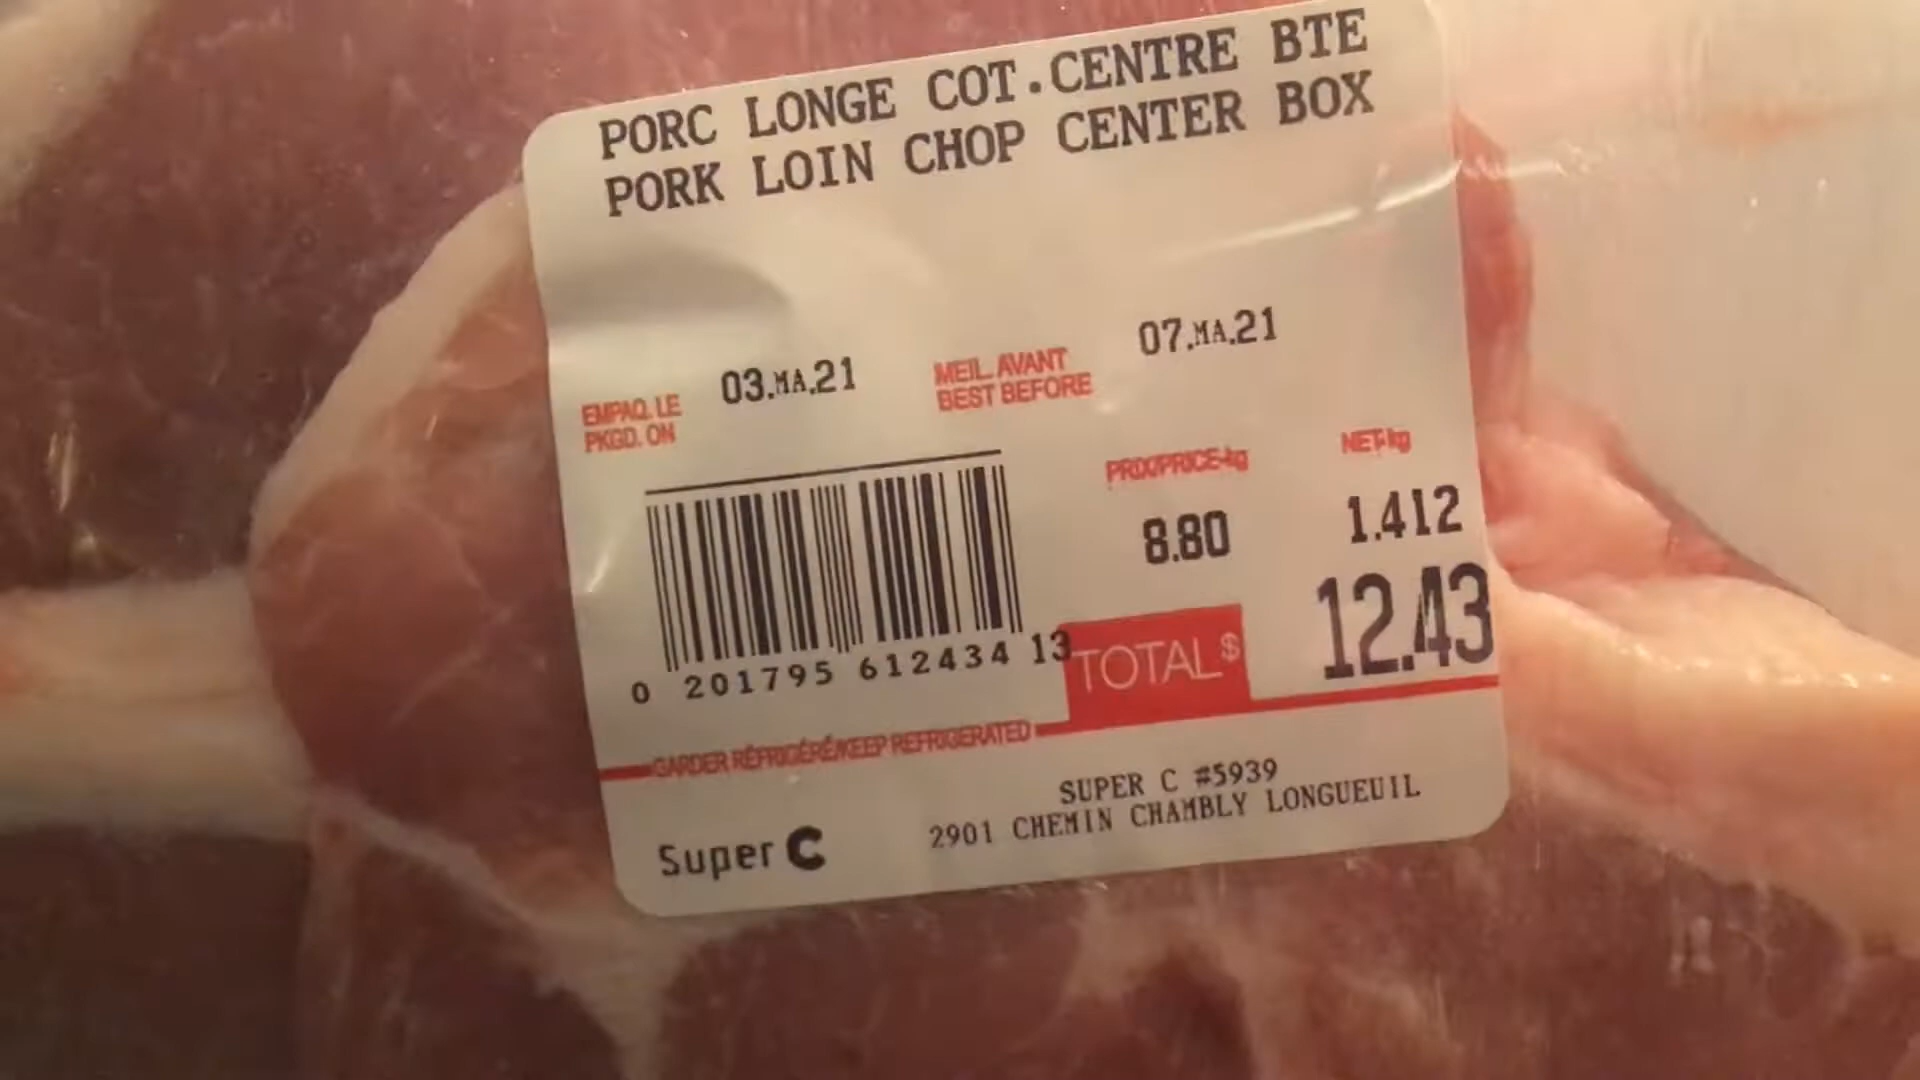 PORC LONGE COT.CENTRE BTE
PORK LOIN CHOP CENTER BOX
EMPAQ. LE
PKGD. ON
03.MA.21
MEIL. AVANT
BEST BEFORE
07.MA.21
PRIX/PRICE-kg
NET-kg
8.80
1.412
TOTAL $
12.43
0 201795 612434 13
GARDER RÉFRIGÉRÉ/KEEP REFRIGERATED
SUPER C #5939
2901 CHEMIN CHAMBLY LONGUEUIL
Super C